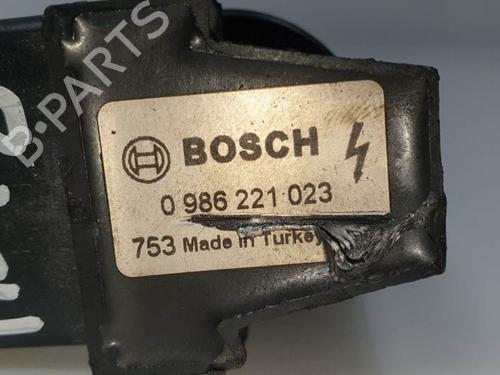 B-PARTS
BOSCH
0 986 221 023
753 Made in Turkey